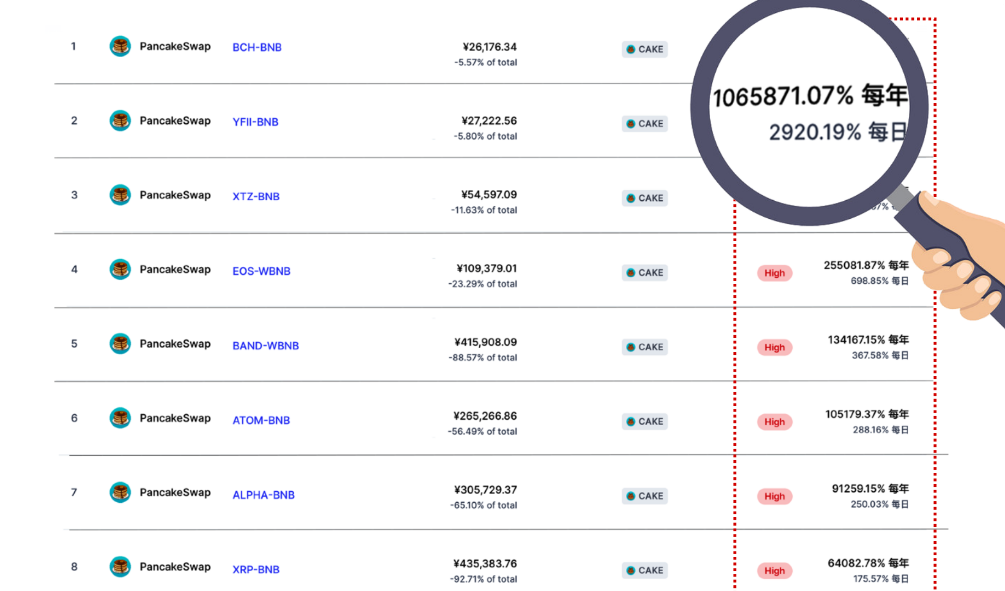 1 PancakeSwap BCH-BNB ¥26,176.34 CAKE
-5.57% of total
1065871.07% 每年
2920.19% 每日
2 PancakeSwap YFII-BNB ¥27,222.56 CAKE
-5.80% of total
3 PancakeSwap XTZ-BNB ¥54,597.09 CAKE
-11.63% of total
4 PancakeSwap EOS-WBNB ¥109,379.01 CAKE High 255081.87% 每年
-23.29% of total 698.85% 每日
5 PancakeSwap BAND-WBNB ¥415,908.09 CAKE High 134167.15% 每年
-88.57% of total 367.58% 每日
6 PancakeSwap ATOM-BNB ¥265,266.86 CAKE High 105179.37% 每年
-56.49% of total 288.16% 每日
7 PancakeSwap ALPHA-BNB ¥305,729.37 CAKE High 91259.15% 每年
-65.10% of total 250.03% 每日
8 PancakeSwap XRP-BNB ¥435,383.76 CAKE High 64082.78% 每年
-92.71% of total 175.57% 每日